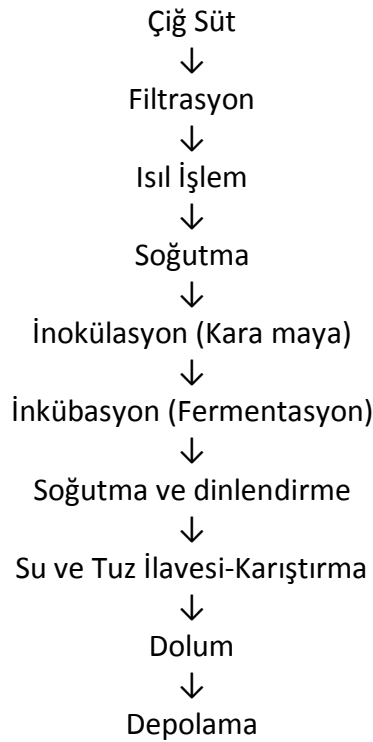 Çiğ Süt
↓
Filtrasyon
↓
Isıl İşlem
↓
Soğutma
↓
İnokülasyon (Kara maya)
↓
İnkübasyon (Fermentasyon)
↓
Soğutma ve dinlendirme
↓
Su ve Tuz İlavesi-Karıştırma
↓
Dolum
↓
Depolama